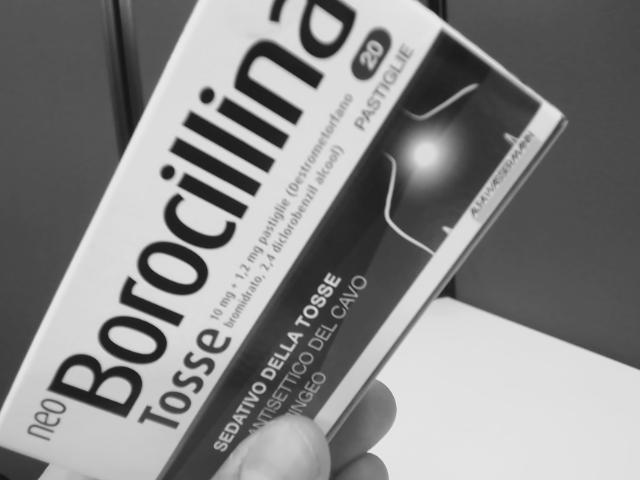 neo
Borocillina
Tosse
10 mg + 1,2 mg pastiglie (Destrometorfano
bromidrato, 2,4 diclorobenzil alcool)
20
PASTIGLIE
SEDATIVO DELLA TOSSE
ANTISETTICO DEL CAVO
INGEO